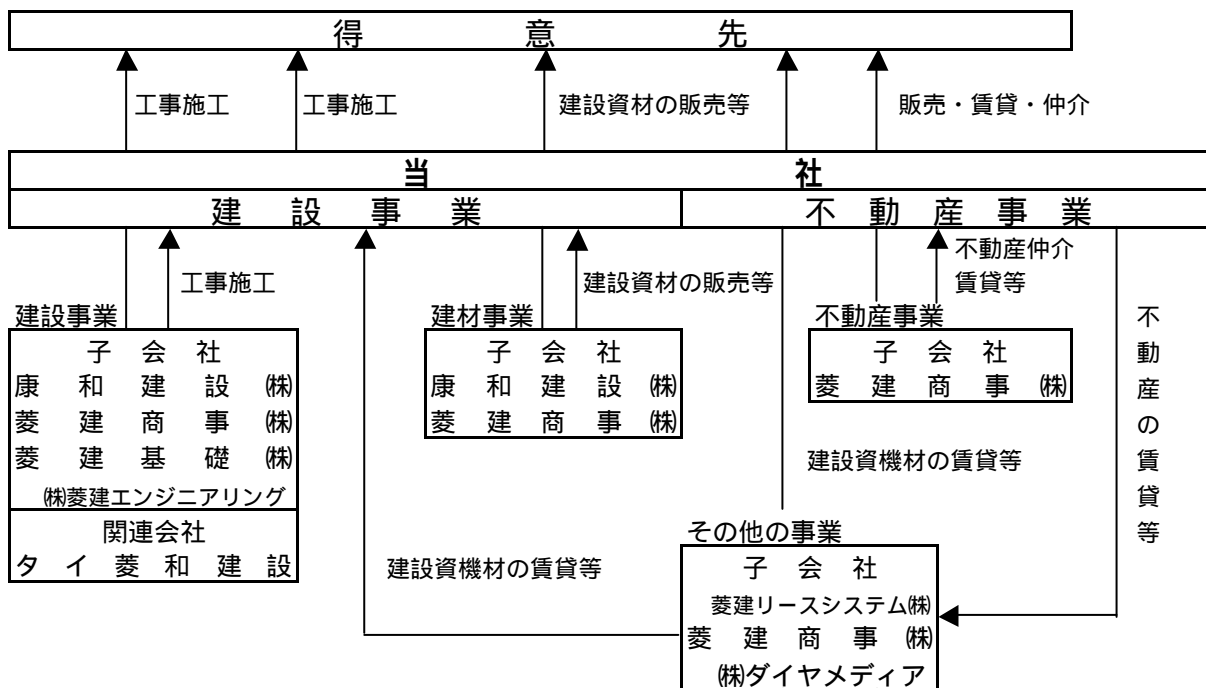 得意先
工事施工
工事施工
建設資材の販売等
販売・賃貸・仲介
当社
建設事業
不動産事業
工事施工
建設資材の販売等
不動産仲介
賃貸等
建設事業
子会社
康和建設㈱
菱建商事㈱
菱建基礎㈱
㈱菱建エンジニアリング
関連会社
タイ菱和建設
建材事業
子会社
康和建設㈱
菱建商事㈱
不動産事業
子会社
菱建商事㈱
不動産の賃貸等
建設資機材の賃貸等
建設資機材の賃貸等
その他の事業
子会社
菱建リースシステム㈱
菱建商事㈱
㈱ダイヤメディア